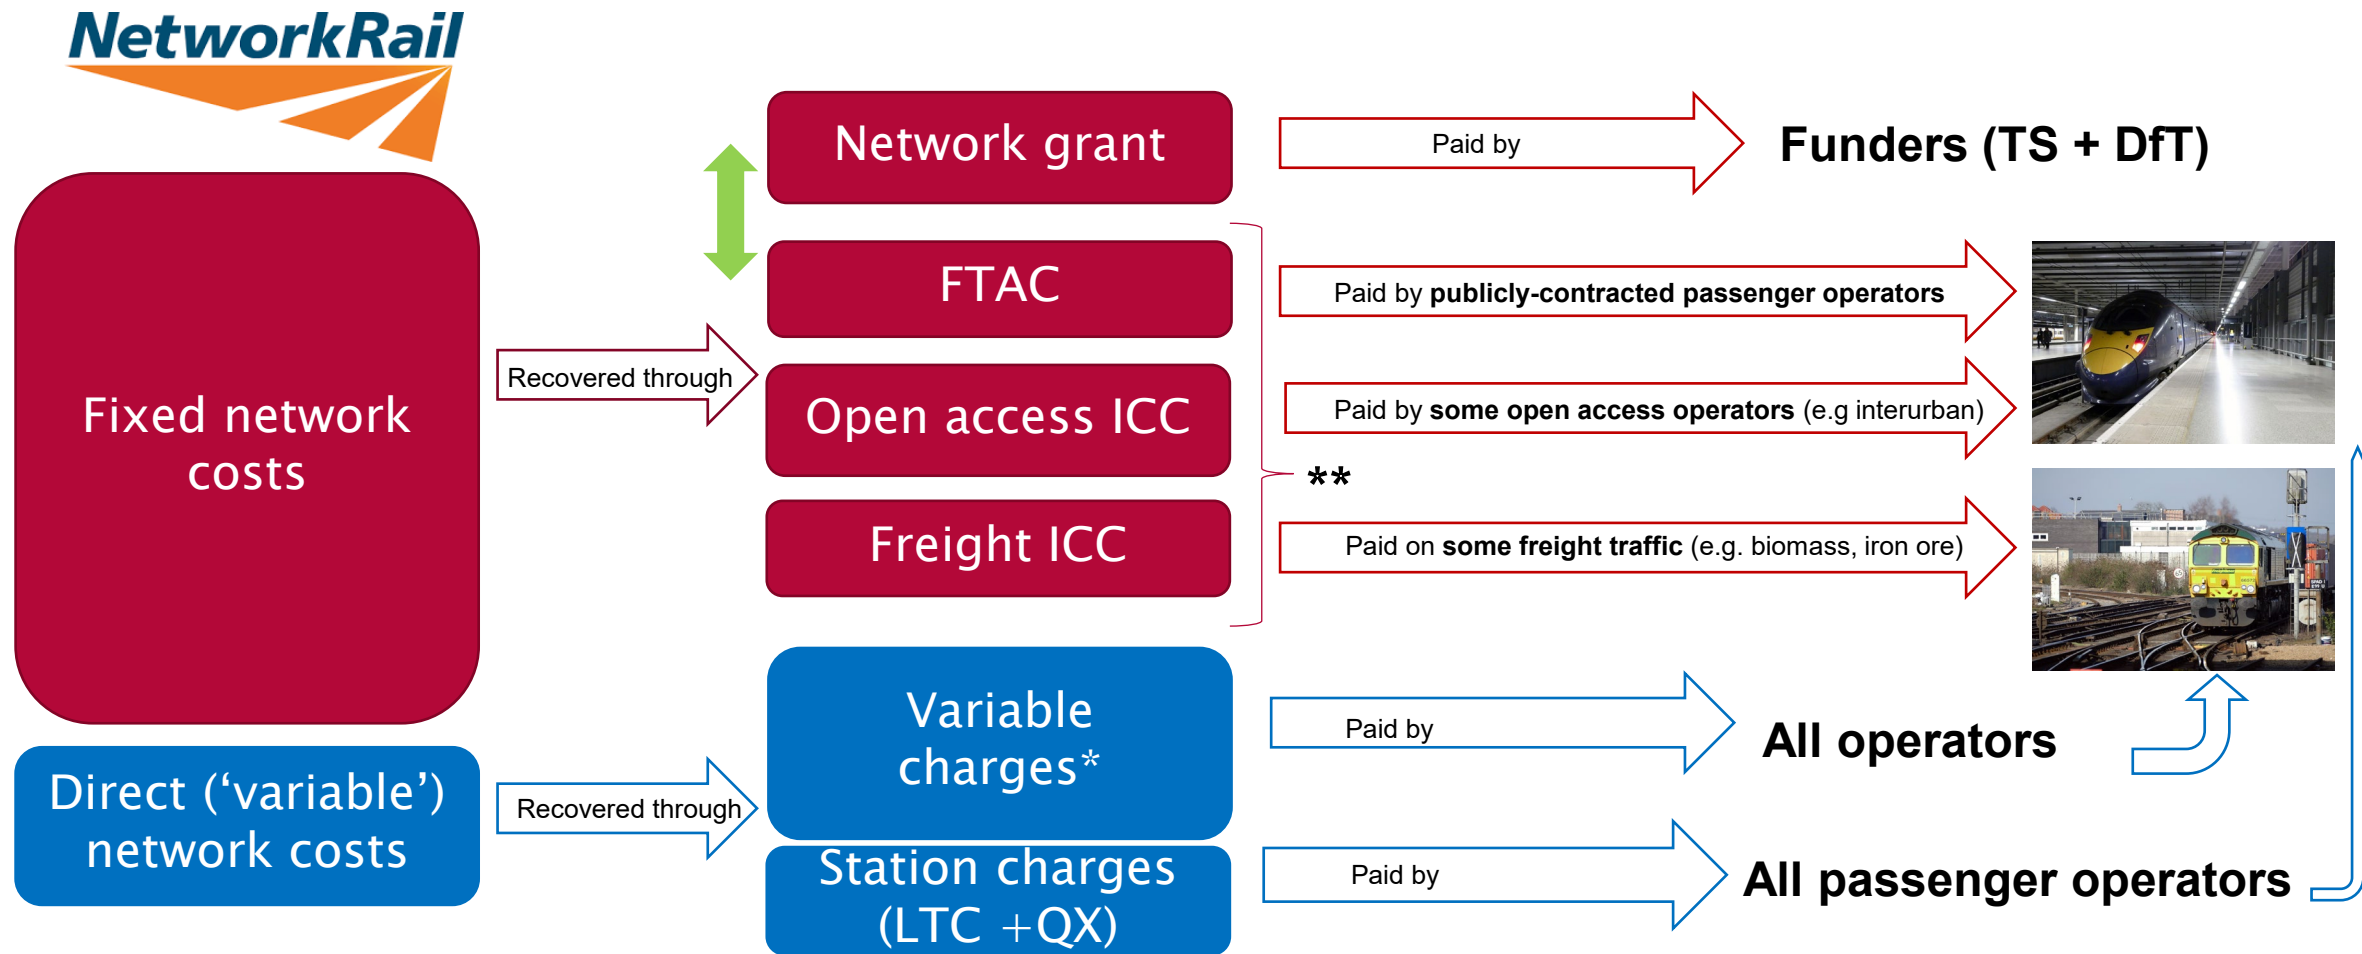 NetworkRail
Network grant
Paid by
Funders (TS + DfT)
FTAC
Paid by publicly-contracted passenger operators
Fixed network
costs
Recovered through
Open access ICC
Paid by some open access operators (e.g interurban)
**
Freight ICC
Paid on some freight traffic (e.g. biomass, iron ore)
Direct (‘variable’)
network costs
Recovered through
Variable
charges*
Paid by
All operators
Station charges
(LTC +QX)
Paid by
All passenger operators